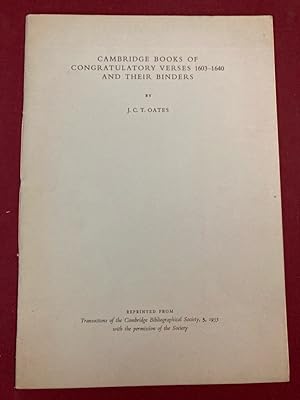 CAMBRIDGE BOOKS OF
CONGRATULATORY VERSES 1603–1640
AND THEIR BINDERS
BY
J. C. T. OATES
REPRINTED FROM
Transactions of the Cambridge Bibliographical Society, 5, 1953
with the permission of the Society